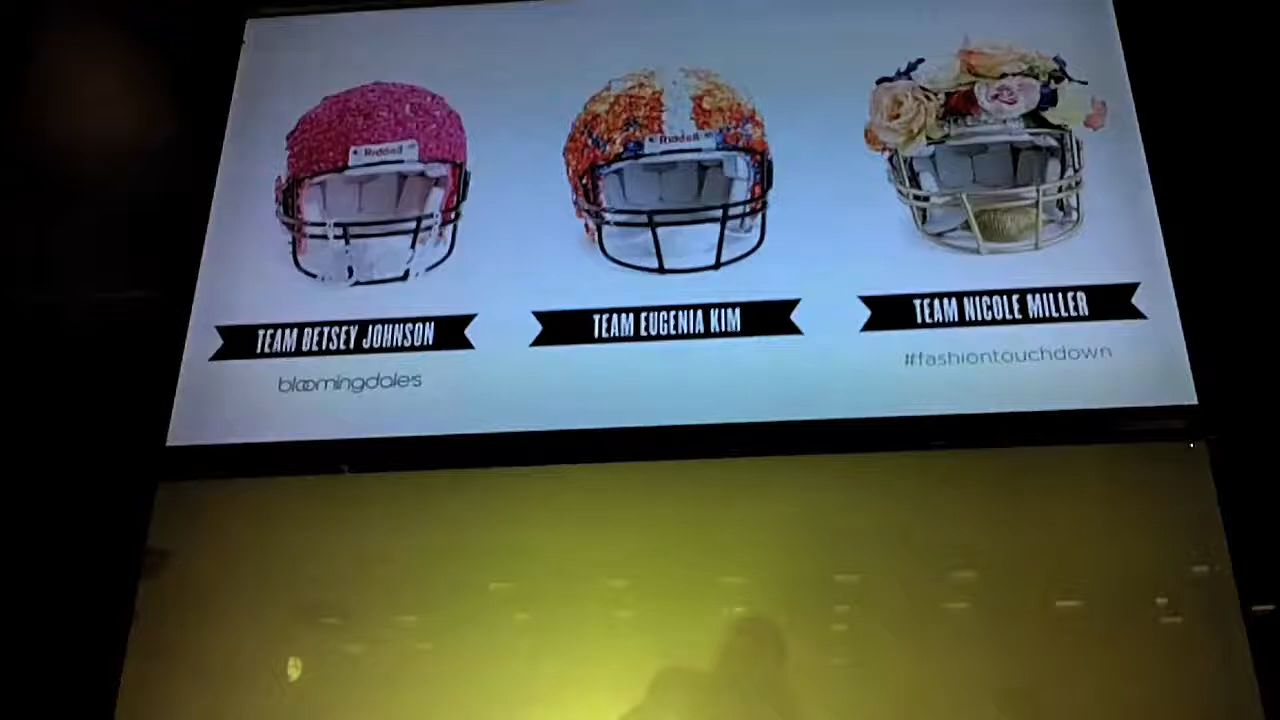 Riddell
Riddell
TEAM BETSEY JOHNSON
TEAM EUGENIA KIM
TEAM NICOLE MILLER
bloomingdales
#fashiontouchdown